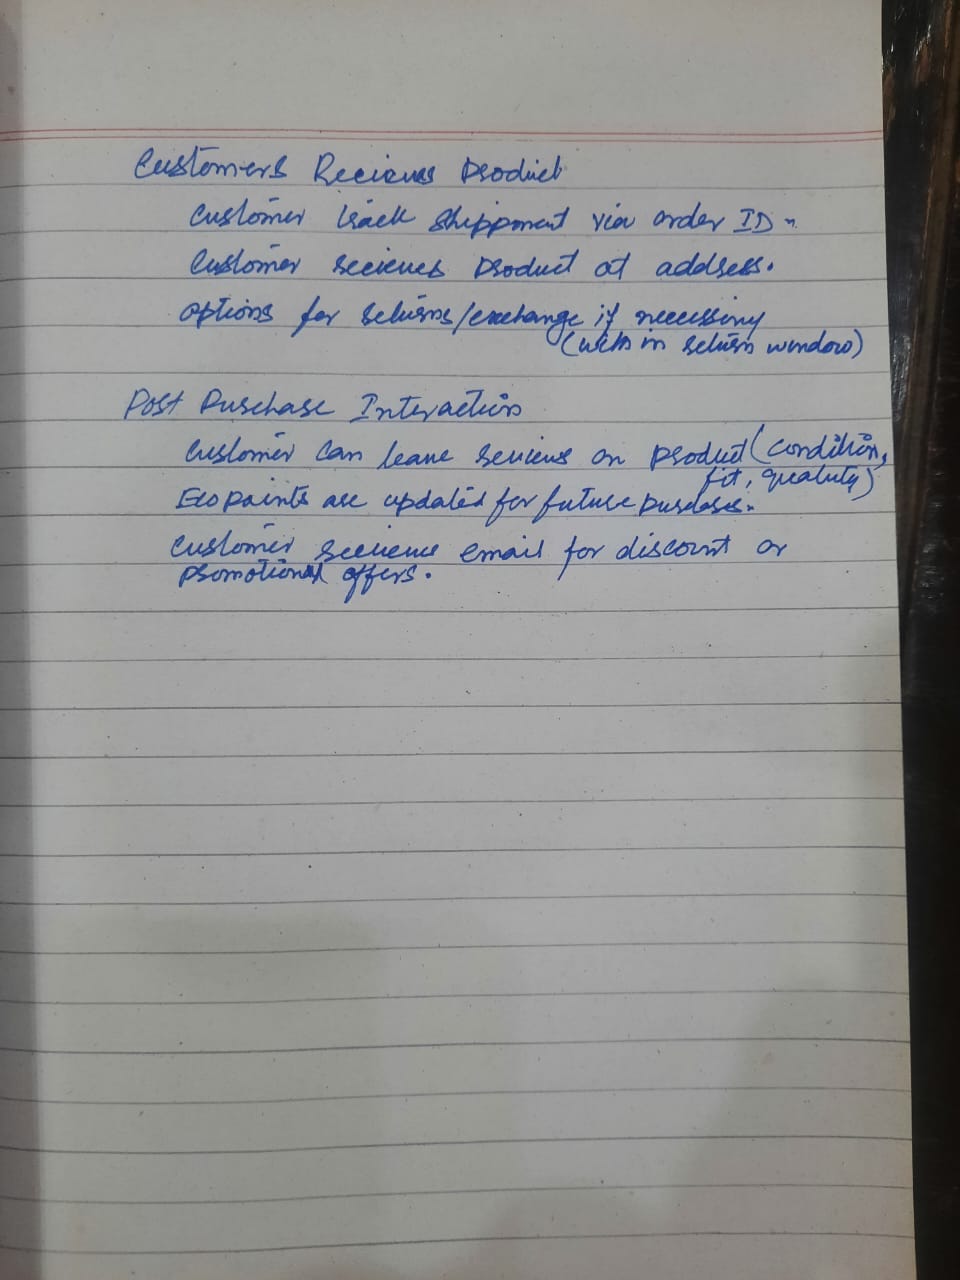 Customers Recieves Product
Customer track shippment via order ID.
Customer recieves product at address.
options for returns/exchange if necessiny
(with in return window)
Post Purchase Interaction
Customer can leave reviews on product (condition,
fit, quality)
Eco points are updated for future purchases.
Customer recieves email for discount or
promotional offers.